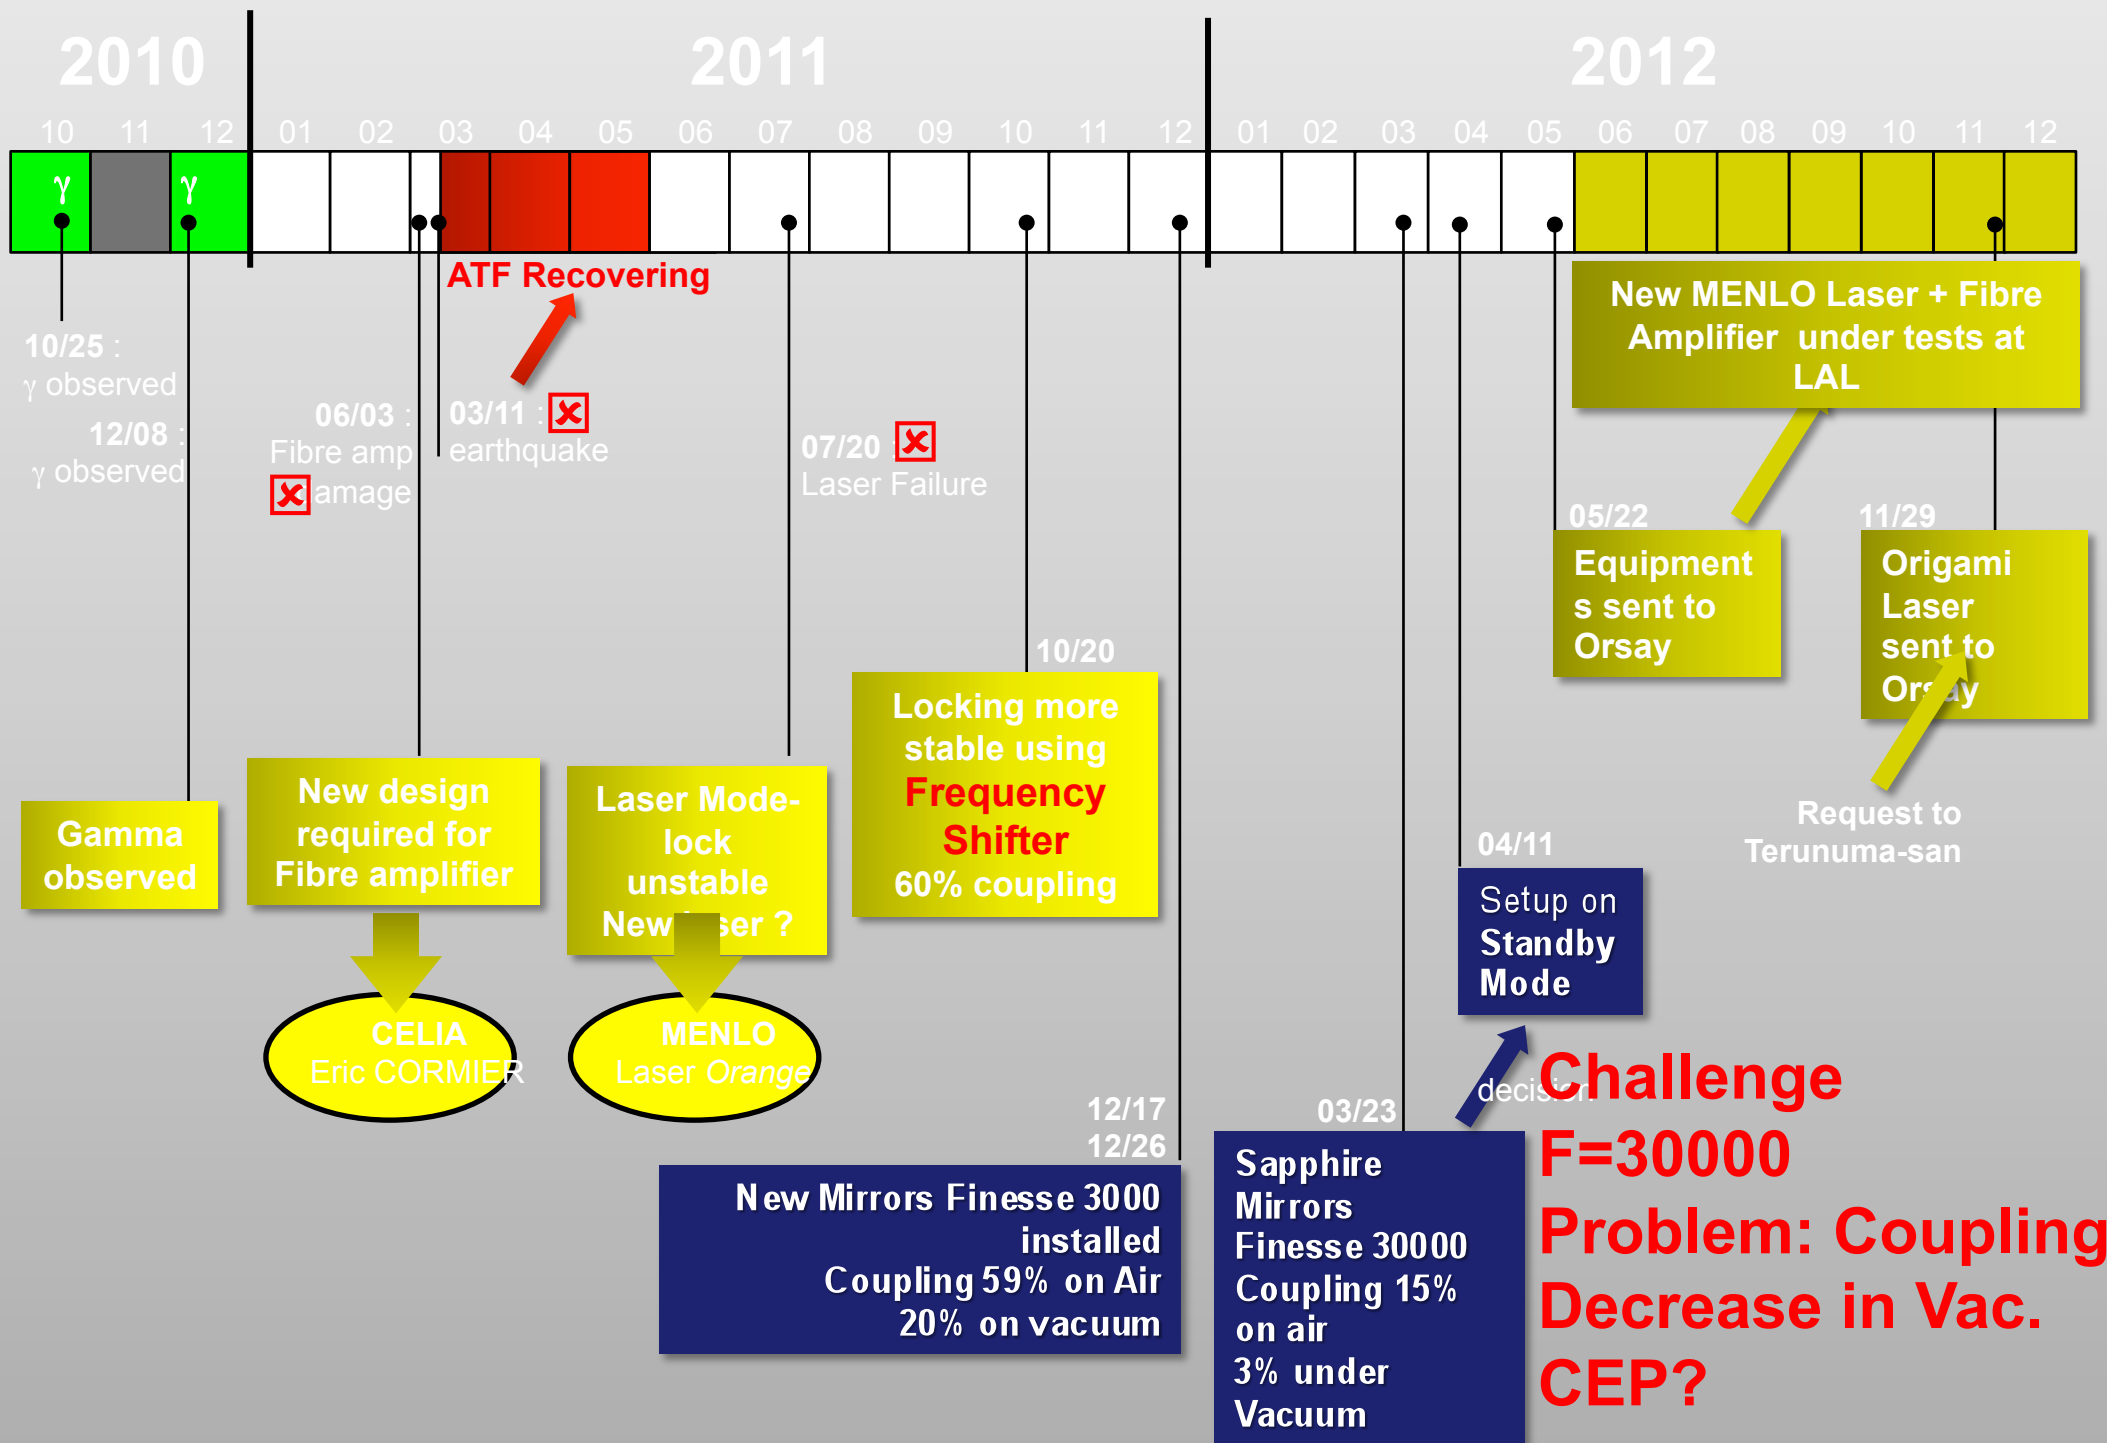 2010
2011
2012
10 11 12 01 02 03 04 05 06 07 08 09 10 11 12 01 02 03 04 05 06 07 08 09 10 11 12
γ γ
ATF Recovering
New MENLO Laser + Fibre
Amplifier under tests at
LAL
10/25 :
γ observed
12/08 :
γ observed
06/03 :
Fibre amp
amage
03/11 :
earthquake
07/20 :
Laser Failure
05/22
Equipment
s sent to
Orsay
11/29
Origami
Laser
sent to
Orsay
Request to
Terunuma-san
10/20
Locking more
stable using
Frequency
Shifter
60% coupling
Gamma
observed
New design
required for
Fibre amplifier
Laser Mode-
lock
unstable
New laser ?
CELIA
Eric CORMIER
MENLO
Laser Orange
04/11
Setup on
Standby
Mode
decision
12/17
12/26
New Mirrors Finesse 3000
installed
Coupling 59% on Air
20% on vacuum
03/23
Sapphire
Mirrors
Finesse 30000
Coupling 15%
on air
3% under
Vacuum
Challenge
F=30000
Problem: Coupling
Decrease in Vac.
CEP?